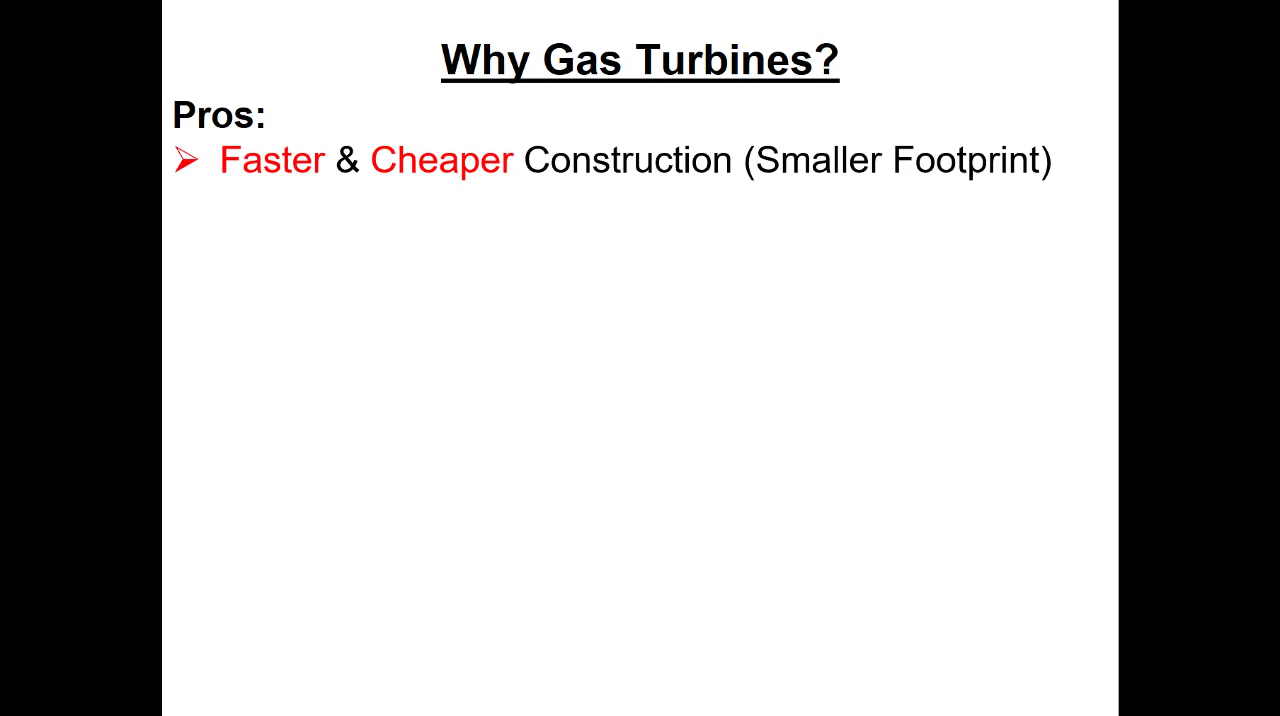 Why Gas Turbines?
Pros:
➢ Faster & Cheaper Construction (Smaller Footprint)